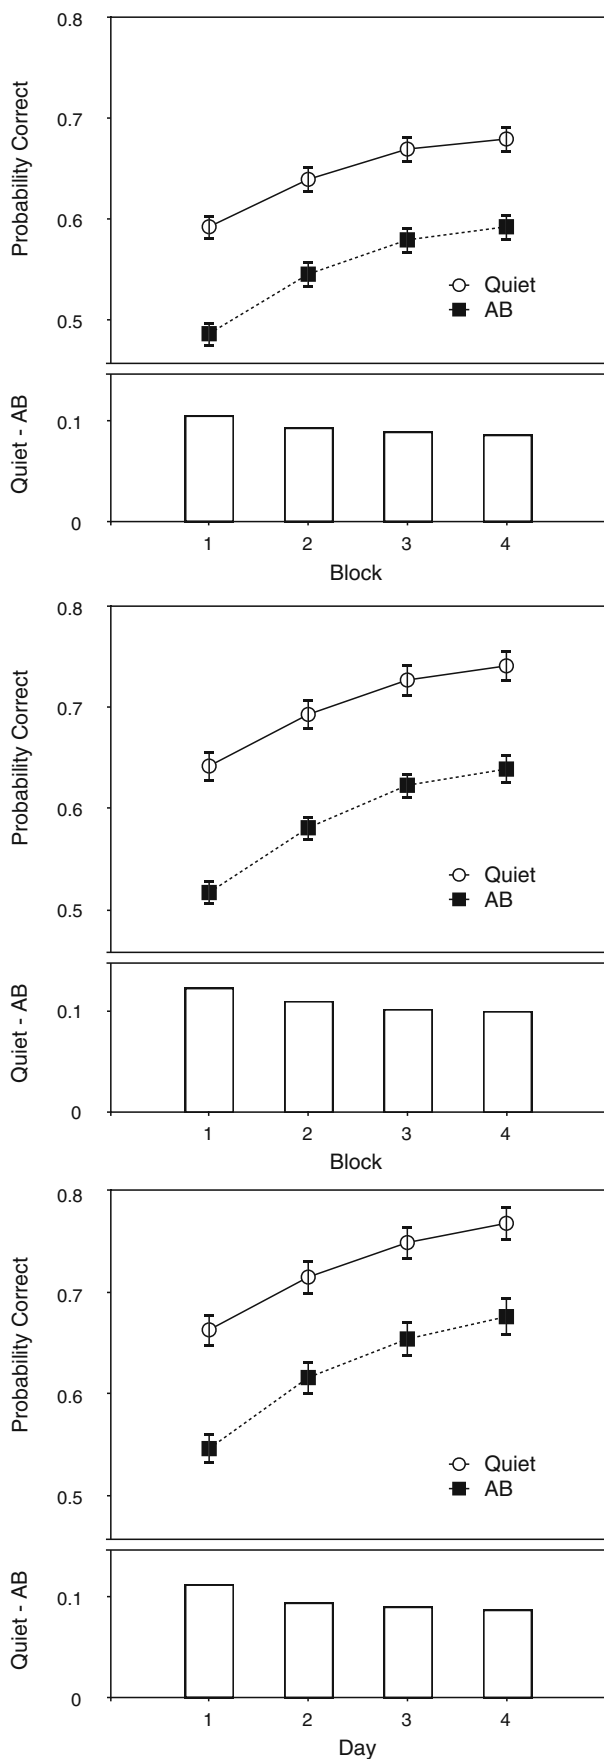 0.8
0.7
0.6
0.5
Probability Correct
Quiet
AB
0.1
0
Quiet - AB
1 2 3 4
Block
0.8
0.7
0.6
0.5
Probability Correct
Quiet
AB
0.1
0
Quiet - AB
1 2 3 4
Block
0.8
0.7
0.6
0.5
Probability Correct
Quiet
AB
0.1
0
Quiet - AB
1 2 3 4
Day